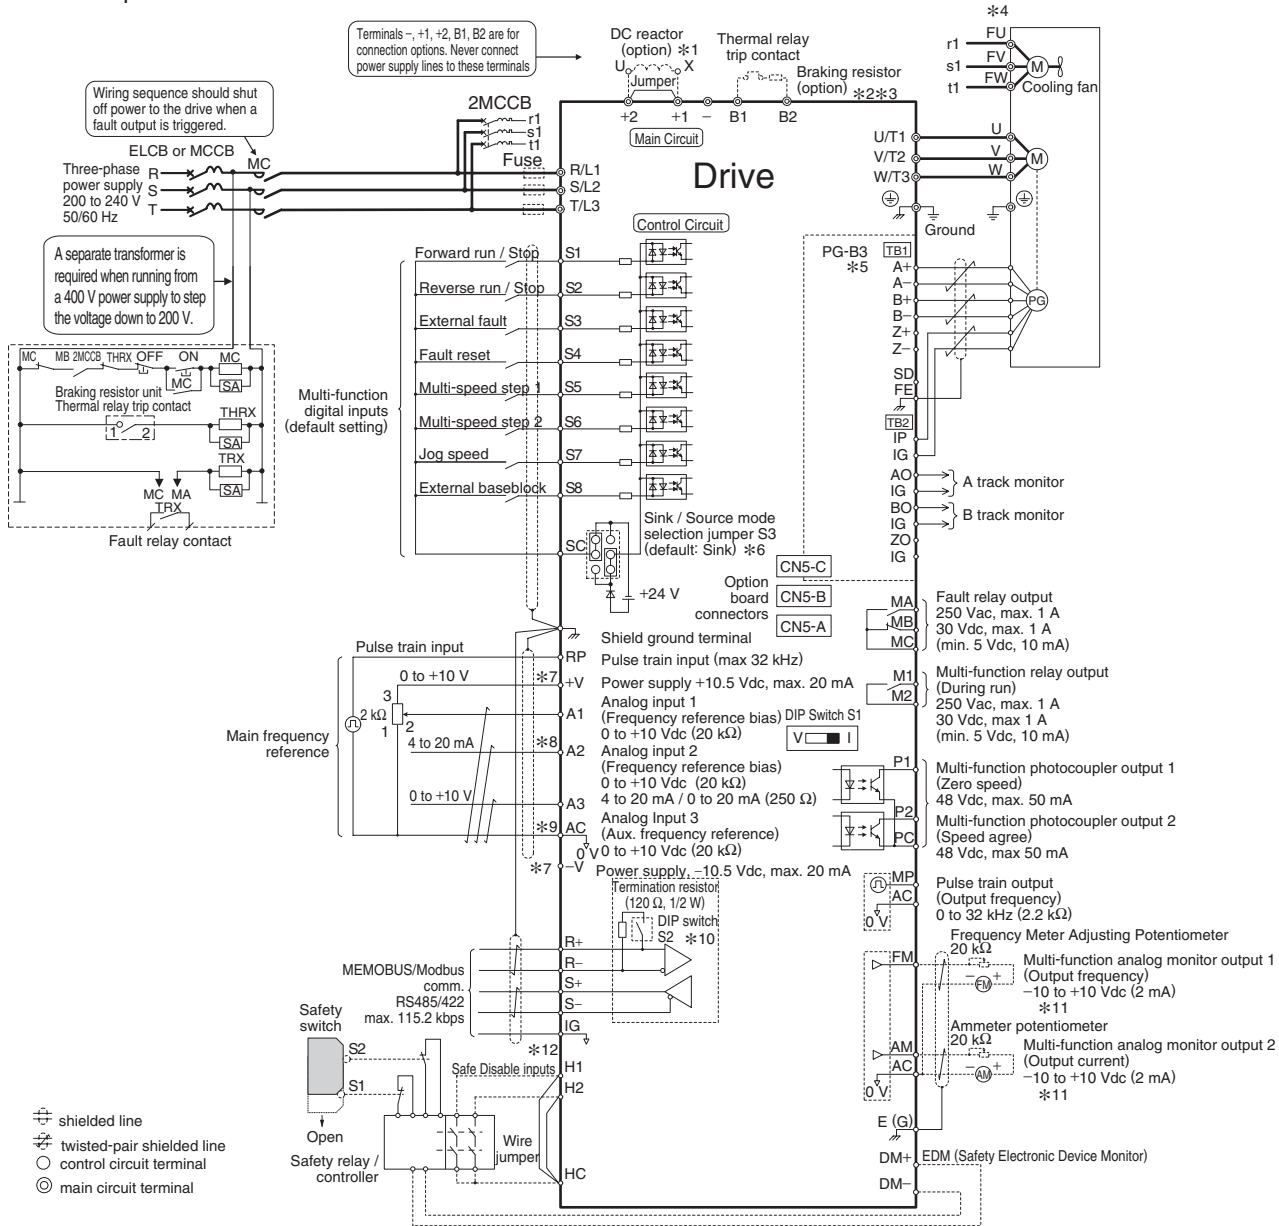 Terminals –, +1, +2, B1, B2 are for
connection options. Never connect
power supply lines to these terminals
DC reactor
(option) *1
U X
Jumper
Thermal relay
trip contact
Braking resistor
(option) *2*3
+2 +1 – B1 B2
Main Circuit
Drive
*4
r1 FU
s1 FV
t1 FW
M
Cooling fan
Wiring sequence should shut
off power to the drive when a
fault output is triggered.
2MCCB
r1
s1
t1
Fuse
ELCB or MCCB
MC
Three-phase
power supply
200 to 240 V
50/60 Hz
R
S
T
R/L1
S/L2
T/L3
U/T1 U
V/T2 V
W/T3 W
M
Ground
A separate transformer is
required when running from
a 400 V power supply to step
the voltage down to 200 V.
MC MB 2MCCB THRX OFF ON MC
MC
SA
Braking resistor unit
Thermal relay trip contact
1 2
THRX
SA
TRX
SA
MC MA
TRX
Fault relay contact
Control Circuit
Multi-function
digital inputs
(default setting)
Forward run / Stop S1
Reverse run / Stop S2
External fault S3
Fault reset S4
Multi-speed step 1 S5
Multi-speed step 2 S6
Jog speed S7
External baseblock S8
SC
Sink / Source mode
selection jumper S3
(default: Sink) *6
+24 V
PG-B3
*5
TB1
A+
A–
B+
B–
Z+
Z–
SD
FE
PG
TB2
IP
IG
AO
IG
A track monitor
BO
IG
B track monitor
ZO
IG
Option
board
connectors
CN5-C
CN5-B
CN5-A
MA
MB
MC
Fault relay output
250 Vac, max. 1 A
30 Vdc, max. 1 A
(min. 5 Vdc, 10 mA)
M1
M2
Multi-function relay output
(During run)
250 Vac, max. 1 A
30 Vdc, max 1 A
(min. 5 Vdc, 10 mA)
Shield ground terminal
Pulse train input RP
Pulse train input (max 32 kHz)
Main frequency
reference
0 to +10 V *7 +V
Power supply +10.5 Vdc, max. 20 mA
3
2 kΩ
1 2
A1
Analog input 1
(Frequency reference bias)
0 to +10 Vdc (20 kΩ)
DIP Switch S1
V I
4 to 20 mA *8 A2
Analog input 2
(Frequency reference bias)
0 to +10 Vdc (20 kΩ)
4 to 20 mA / 0 to 20 mA (250 Ω)
0 to +10 V A3
Analog Input 3
(Aux. frequency reference)
0 to +10 Vdc (20 kΩ)
*9 AC
0 V
*7 –V
Power supply, –10.5 Vdc, max. 20 mA
P1
P2
PC
Multi-function photocoupler output 1
(Zero speed)
48 Vdc, max. 50 mA
Multi-function photocoupler output 2
(Speed agree)
48 Vdc, max 50 mA
MP
AC
0 V
Pulse train output
(Output frequency)
0 to 32 kHz (2.2 kΩ)
Termination resistor
(120 Ω, 1/2 W)
DIP switch
S2 *10
MEMOBUS/Modbus
comm.
RS485/422
max. 115.2 kbps
R+
R–
S+
S–
IG
Frequency Meter Adjusting Potentiometer
FM 20 kΩ
– FM +
Multi-function analog monitor output 1
(Output frequency)
–10 to +10 Vdc (2 mA)
*11
Ammeter potentiometer
AM 20 kΩ
AC
– AM +
0 V
Multi-function analog monitor output 2
(Output current)
–10 to +10 Vdc (2 mA)
*11
E (G)
Safety
switch
S2
S1
Open
Safety relay /
controller
*12
Safe Disable inputs H1
H2
Wire
jumper
HC
DM+ EDM (Safety Electronic Device Monitor)
DM–
shielded line
twisted-pair shielded line
control circuit terminal
main circuit terminal